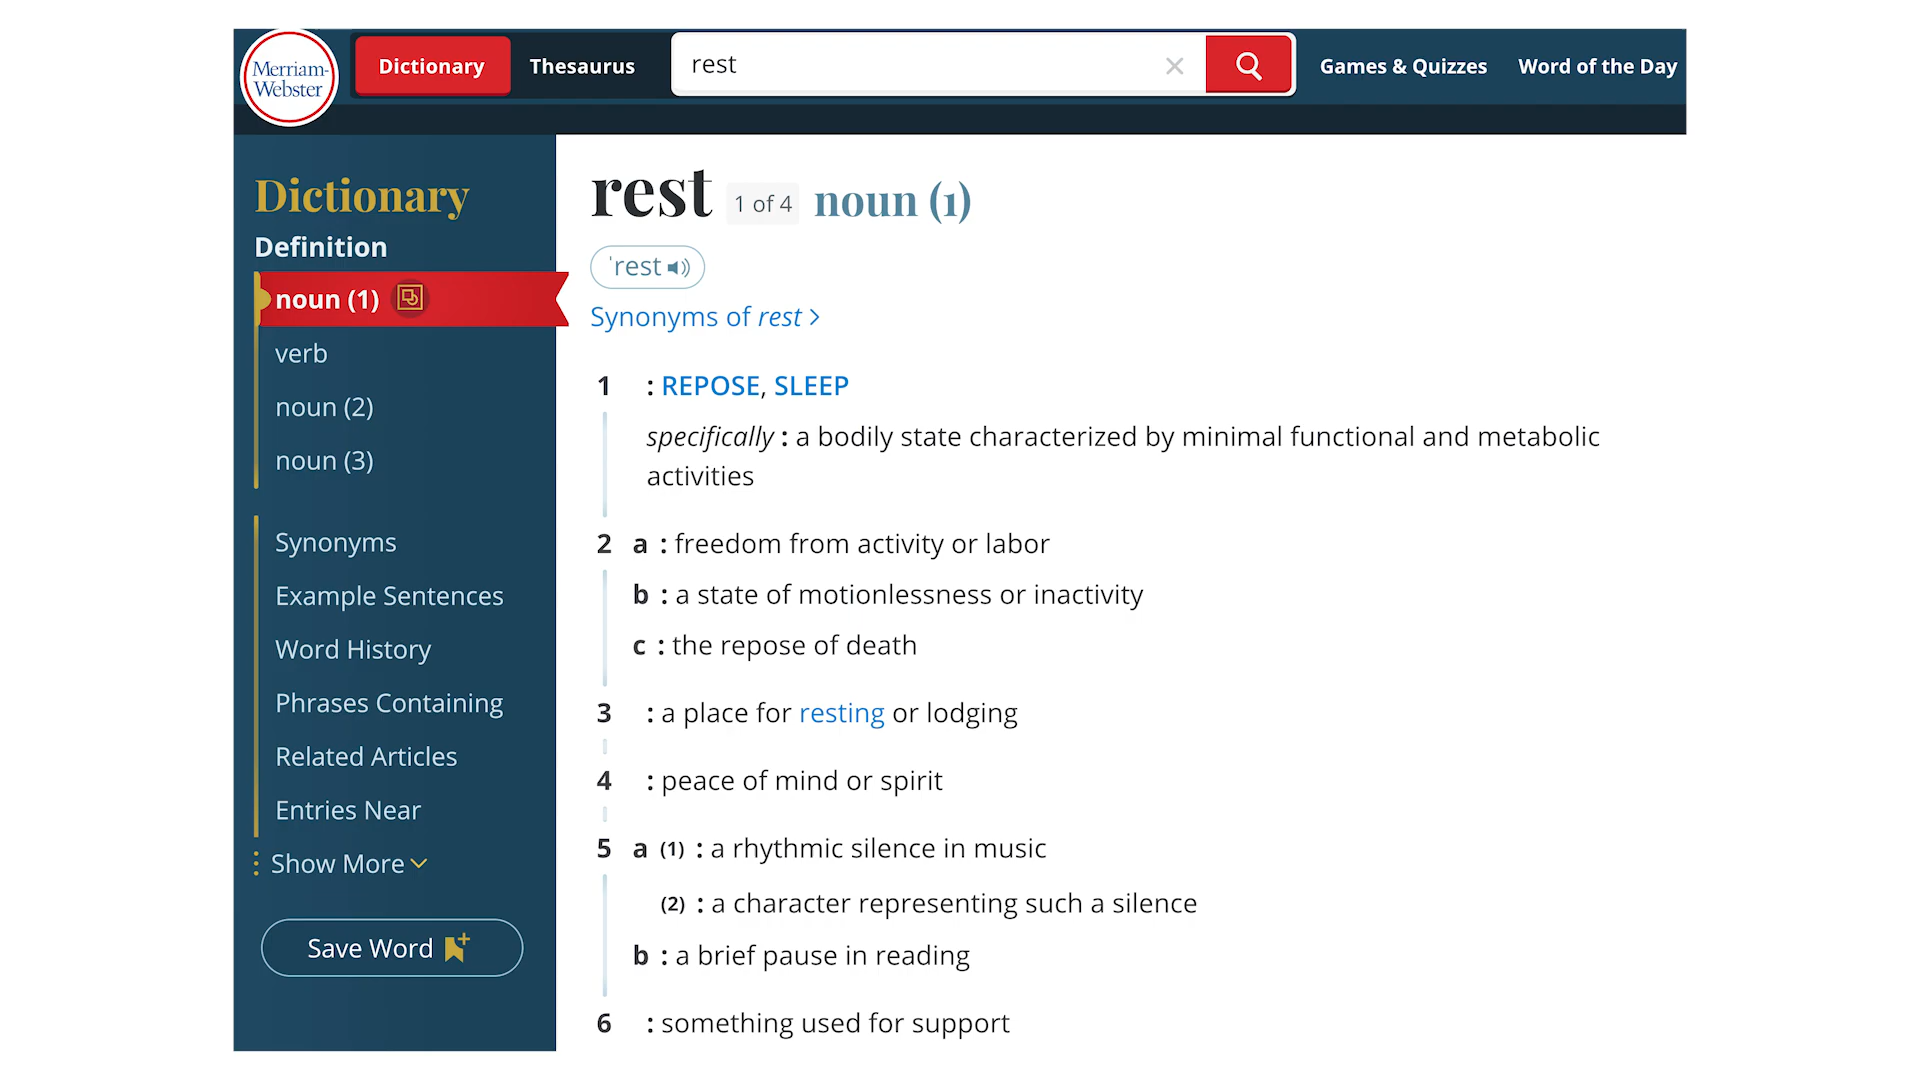 Merriam-
Webster
Dictionary
Thesaurus
rest
Games & Quizzes
Word of the Day
Dictionary
Definition
noun (1)
verb
noun (2)
noun (3)
Synonyms
Example Sentences
Word History
Phrases Containing
Related Articles
Entries Near
Show More
Save Word
rest 1 of 4 noun (1)
ˈrest
Synonyms of rest
1 : REPOSE, SLEEP
specifically : a bodily state characterized by minimal functional and metabolic
activities
2 a : freedom from activity or labor
b : a state of motionlessness or inactivity
c : the repose of death
3 : a place for resting or lodging
4 : peace of mind or spirit
5 a (1) : a rhythmic silence in music
(2) : a character representing such a silence
b : a brief pause in reading
6 : something used for support